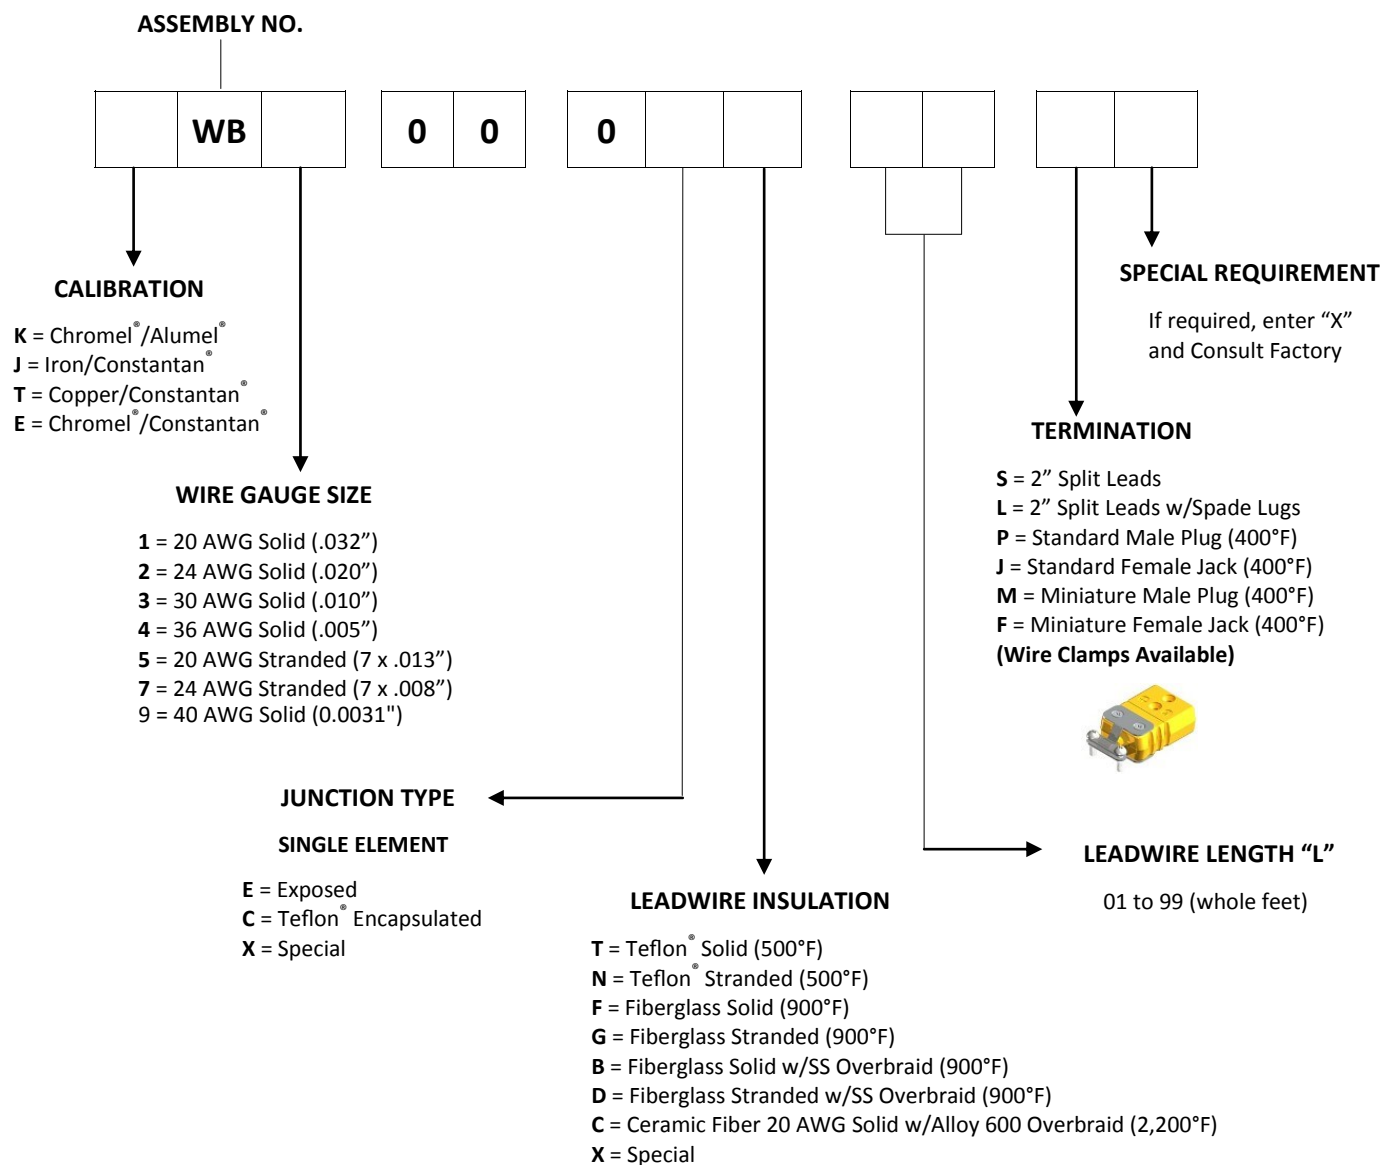 ASSEMBLY NO.
WB 0 0 0
CALIBRATION
K = Chromel®/Alumel®
J = Iron/Constantan®
T = Copper/Constantan®
E = Chromel®/Constantan®
WIRE GAUGE SIZE
1 = 20 AWG Solid (.032”)
2 = 24 AWG Solid (.020”)
3 = 30 AWG Solid (.010”)
4 = 36 AWG Solid (.005”)
5 = 20 AWG Stranded (7 x .013”)
7 = 24 AWG Stranded (7 x .008”)
9 = 40 AWG Solid (0.0031")
JUNCTION TYPE
SINGLE ELEMENT
E = Exposed
C = Teflon® Encapsulated
X = Special
LEADWIRE INSULATION
T = Teflon® Solid (500°F)
N = Teflon® Stranded (500°F)
F = Fiberglass Solid (900°F)
G = Fiberglass Stranded (900°F)
B = Fiberglass Solid w/SS Overbraid (900°F)
D = Fiberglass Stranded w/SS Overbraid (900°F)
C = Ceramic Fiber 20 AWG Solid w/Alloy 600 Overbraid (2,200°F)
X = Special
LEADWIRE LENGTH “L”
01 to 99 (whole feet)
TERMINATION
S = 2” Split Leads
L = 2” Split Leads w/Spade Lugs
P = Standard Male Plug (400°F)
J = Standard Female Jack (400°F)
M = Miniature Male Plug (400°F)
F = Miniature Female Jack (400°F)
(Wire Clamps Available)
SPECIAL REQUIREMENT
If required, enter “X”
and Consult Factory